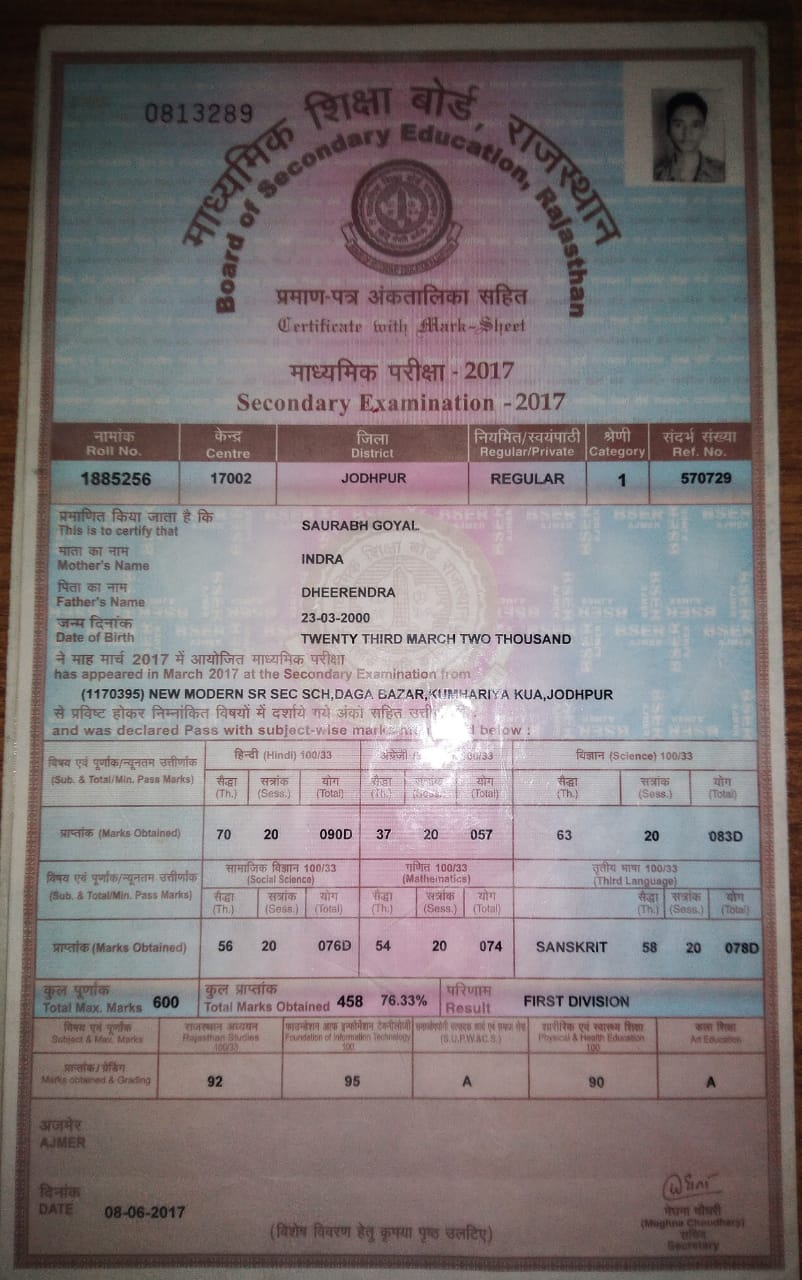 0813289
माध्यमिक शिक्षा बोर्ड, राजस्थान
Board of Secondary Education, Rajasthan
प्रमाण-पत्र अंकतालिका सहित
Certificate with Mark-Sheet
माध्यमिक परीक्षा - 2017
Secondary Examination - 2017
नामांक केन्द्र जिला नियमित/स्वयंपाठी श्रेणी संदर्भ संख्या
Roll No. Centre District Regular/Private Category Ref. No.
1885256 17002 JODHPUR REGULAR 1 570729
प्रमाणित किया जाता है कि
This is to certify that SAURABH GOYAL
माता का नाम
Mother's Name INDRA
पिता का नाम
Father's Name DHEERENDRA
जन्म दिनांक 23-03-2000
Date of Birth TWENTY THIRD MARCH TWO THOUSAND
ने माह मार्च 2017 में आयोजित माध्यमिक परीक्षा
has appeared in March 2017 at the Secondary Examination from
(1170395) NEW MODERN SR SEC SCH,DAGA BAZAR,KUMHARIYA KUA,JODHPUR
से प्रविष्ट होकर निम्नांकित विषयों में दर्शाये गये अंको सहित
and was declared Pass with subject-wise below :
विषय एवं पूर्णांक/न्यूनतम उत्तीर्णांक हिन्दी (Hindi) 100/33 अंग्रेजी 100/33 विज्ञान (Science) 100/33
(Sub. & Total/Min. Pass Marks) सैद्धा सत्रांक योग सैद्धा सत्रांक योग सैद्धा सत्रांक योग
(Th.) (Sess.) (Total) (Th.) (Sess.) (Total) (Th.) (Sess.) (Total)
प्राप्तांक (Marks Obtained) 70 20 090D 37 20 057 63 20 083D
विषय एवं पूर्णांक/न्यूनतम उत्तीर्णांक सामाजिक विज्ञान 100/33 गणित 100/33 तृतीय भाषा 100/33
(Social Science) (Mathematics) (Third Language)
(Sub. & Total/Min. Pass Marks) सैद्धा सत्रांक योग सैद्धा सत्रांक योग सैद्धा सत्रांक योग
(Th.) (Sess.) (Total) (Th.) (Sess.) (Total) (Th.) (Sess.) (Total)
प्राप्तांक (Marks Obtained) 56 20 076D 54 20 074 SANSKRIT 58 20 078D
कुल पूर्णांक कुल प्राप्तांक परिणाम
Total Max. Marks 600 Total Marks Obtained 458 76.33% Result FIRST DIVISION
विषय एवं पूर्णांक राजस्थान अध्ययन फाउन्डेशन आफ इन्फोर्मेशन टेक्नोलॉजी शारीरिक एवं स्वास्थ्य शिक्षा कला शिक्षा
Subject & Max. Marks Rajasthan Studies Foundation of Information Technology (S.U.P.W.&C.S.) Physical & Health Education Art Education
100/33 100 100
प्राप्तांक/ग्रेडिंग
Marks obtained & Grading 92 95 A 90 A
अजमेर
AJMER
दिनांक
DATE 08-06-2017
मेघना चौधरी
(Meghna Chaudhary)
सचिव
Secretary
(विशेष विवरण हेतु कृपया पृष्ठ उलटिए)